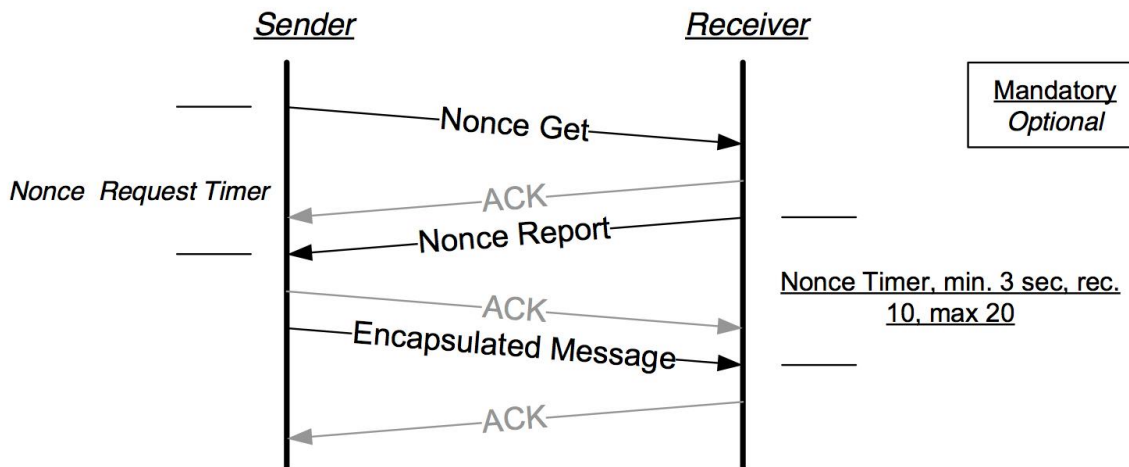 Sender
Receiver
Mandatory
Optional
Nonce Get
Nonce Request Timer
ACK
Nonce Report
Nonce Timer, min. 3 sec, rec.
10, max 20
ACK
Encapsulated Message
ACK